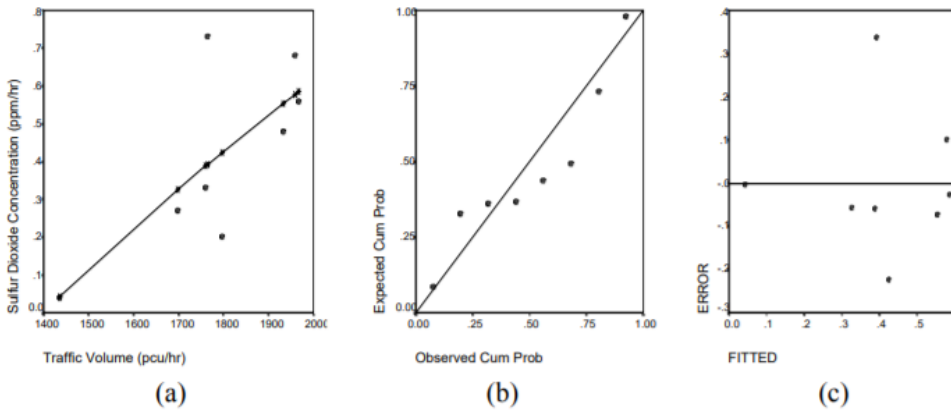 Sulfur Dioxide Concentration (ppm/hr)
.8
.7
.6
.5
.4
.3
.2
.1
0.0
1400 1500 1600 1700 1800 1900 2000
Traffic Volume (pcu/hr)
(a)
Expected Cum Prob
1.00
.75
.50
.25
0.00
0.00 .25 .50 .75 1.00
Observed Cum Prob
(b)
ERROR
.4
.3
.2
.1
-.0
-.1
-.2
-.3
0.0 .1 .2 .3 .4 .5
FITTED
(c)